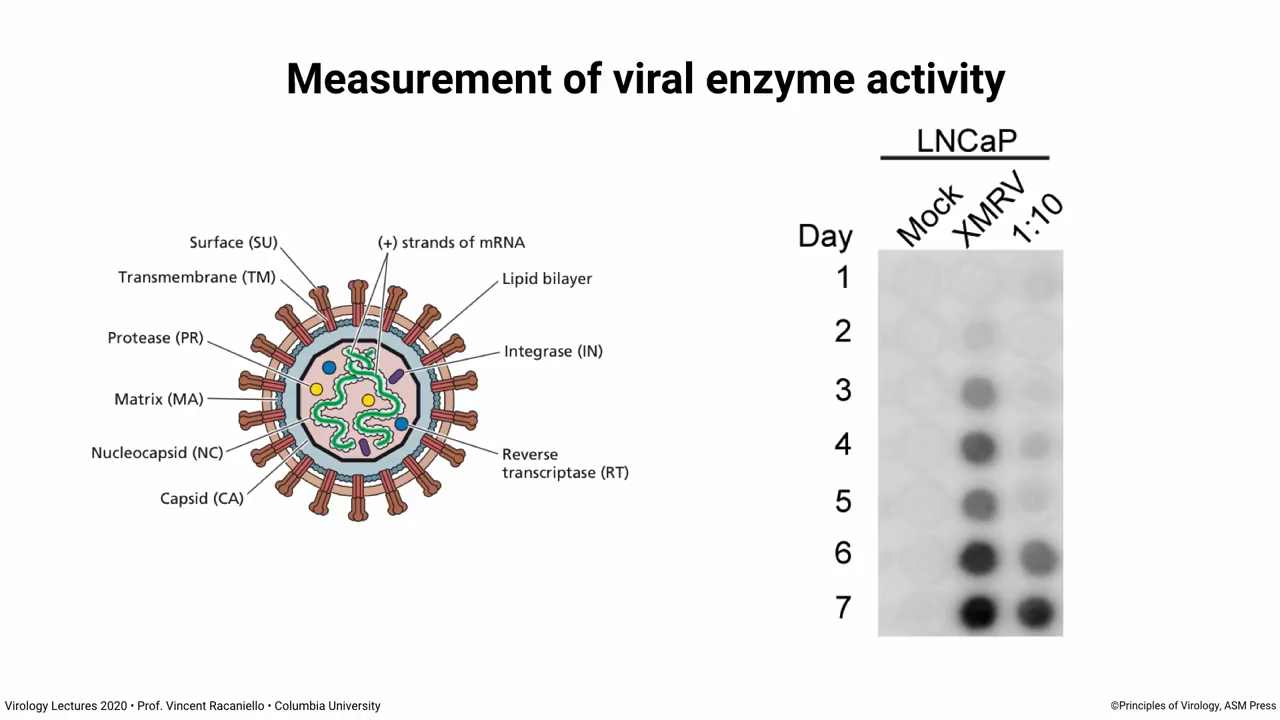 Measurement of viral enzyme activity
Surface (SU)
Transmembrane (TM)
Protease (PR)
Matrix (MA)
Nucleocapsid (NC)
Capsid (CA)
(+) strands of mRNA
Lipid bilayer
Integrase (IN)
Reverse
transcriptase (RT)
LNCaP
Mock XMRV 1:10
Day
1
2
3
4
5
6
7
Virology Lectures 2020 • Prof. Vincent Racaniello • Columbia University
©Principles of Virology, ASM Press